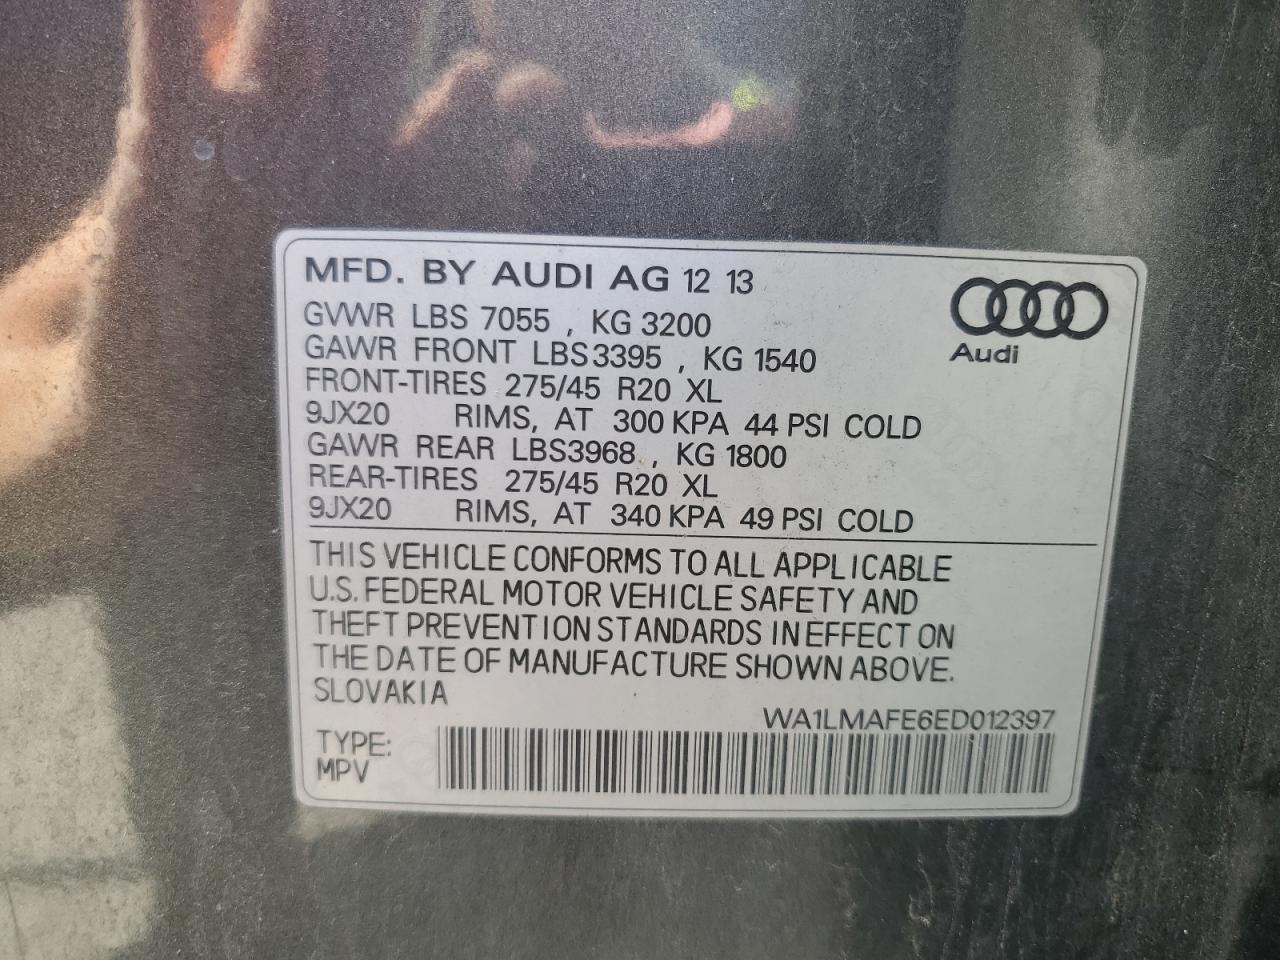 MFD. BY AUDI AG 12 13
GVWR LBS 7055 , KG 3200
GAWR FRONT LBS3395 , KG 1540
FRONT-TIRES 275/45 R20 XL
9JX20 RIMS, AT 300 KPA 44 PSI COLD
GAWR REAR LBS3968 , KG 1800
REAR-TIRES 275/45 R20 XL
9JX20 RIMS, AT 340 KPA 49 PSI COLD
Audi
THIS VEHICLE CONFORMS TO ALL APPLICABLE
U.S. FEDERAL MOTOR VEHICLE SAFETY AND
THEFT PREVENTION STANDARDS IN EFFECT ON
THE DATE OF MANUFACTURE SHOWN ABOVE.
SLOVAKIA
WA1LMAFE6ED012397
TYPE:
MPV